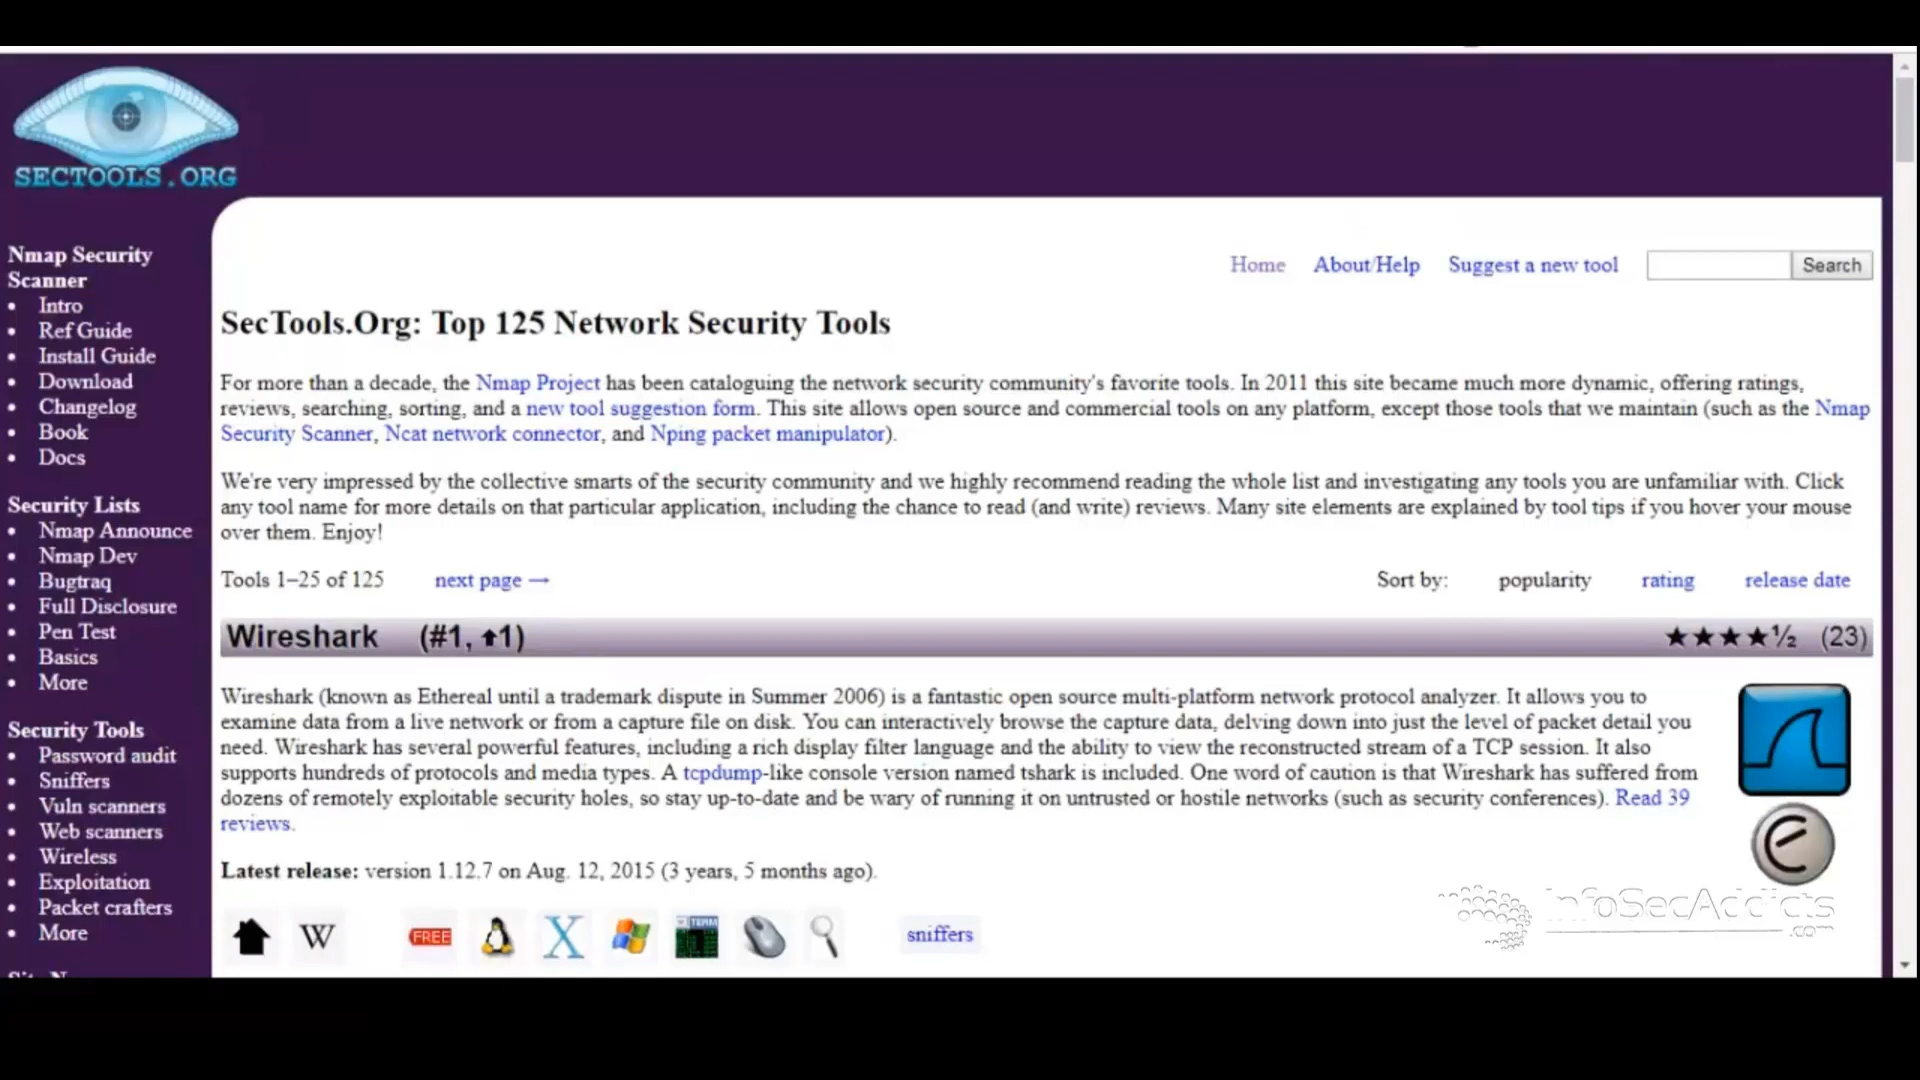 SECTOOLS.ORG
Nmap Security
Scanner
• Intro
• Ref Guide
• Install Guide
• Download
• Changelog
• Book
• Docs
Security Lists
• Nmap Announce
• Nmap Dev
• Bugtraq
• Full Disclosure
• Pen Test
• Basics
• More
Security Tools
• Password audit
• Sniffers
• Vuln scanners
• Web scanners
• Wireless
• Exploitation
• Packet crafters
• More
Home About/Help Suggest a new tool Search
SecTools.Org: Top 125 Network Security Tools
For more than a decade, the Nmap Project has been cataloguing the network security community's favorite tools. In 2011 this site became much more dynamic, offering ratings,
reviews, searching, sorting, and a new tool suggestion form. This site allows open source and commercial tools on any platform, except those tools that we maintain (such as the Nmap
Security Scanner, Ncat network connector, and Nping packet manipulator).
We're very impressed by the collective smarts of the security community and we highly recommend reading the whole list and investigating any tools you are unfamiliar with. Click
any tool name for more details on that particular application, including the chance to read (and write) reviews. Many site elements are explained by tool tips if you hover your mouse
over them. Enjoy!
Tools 1–25 of 125 next page → Sort by: popularity rating release date
Wireshark (#1, ⬆1) ★★★★½ (23)
Wireshark (known as Ethereal until a trademark dispute in Summer 2006) is a fantastic open source multi-platform network protocol analyzer. It allows you to
examine data from a live network or from a capture file on disk. You can interactively browse the capture data, delving down into just the level of packet detail you
need. Wireshark has several powerful features, including a rich display filter language and the ability to view the reconstructed stream of a TCP session. It also
supports hundreds of protocols and media types. A tcpdump-like console version named tshark is included. One word of caution is that Wireshark has suffered from
dozens of remotely exploitable security holes, so stay up-to-date and be wary of running it on untrusted or hostile networks (such as security conferences). Read 39
reviews.
Latest release: version 1.12.7 on Aug. 12, 2015 (3 years, 5 months ago).
W FREE X TERM sniffers
InfoSecAddicts
.com